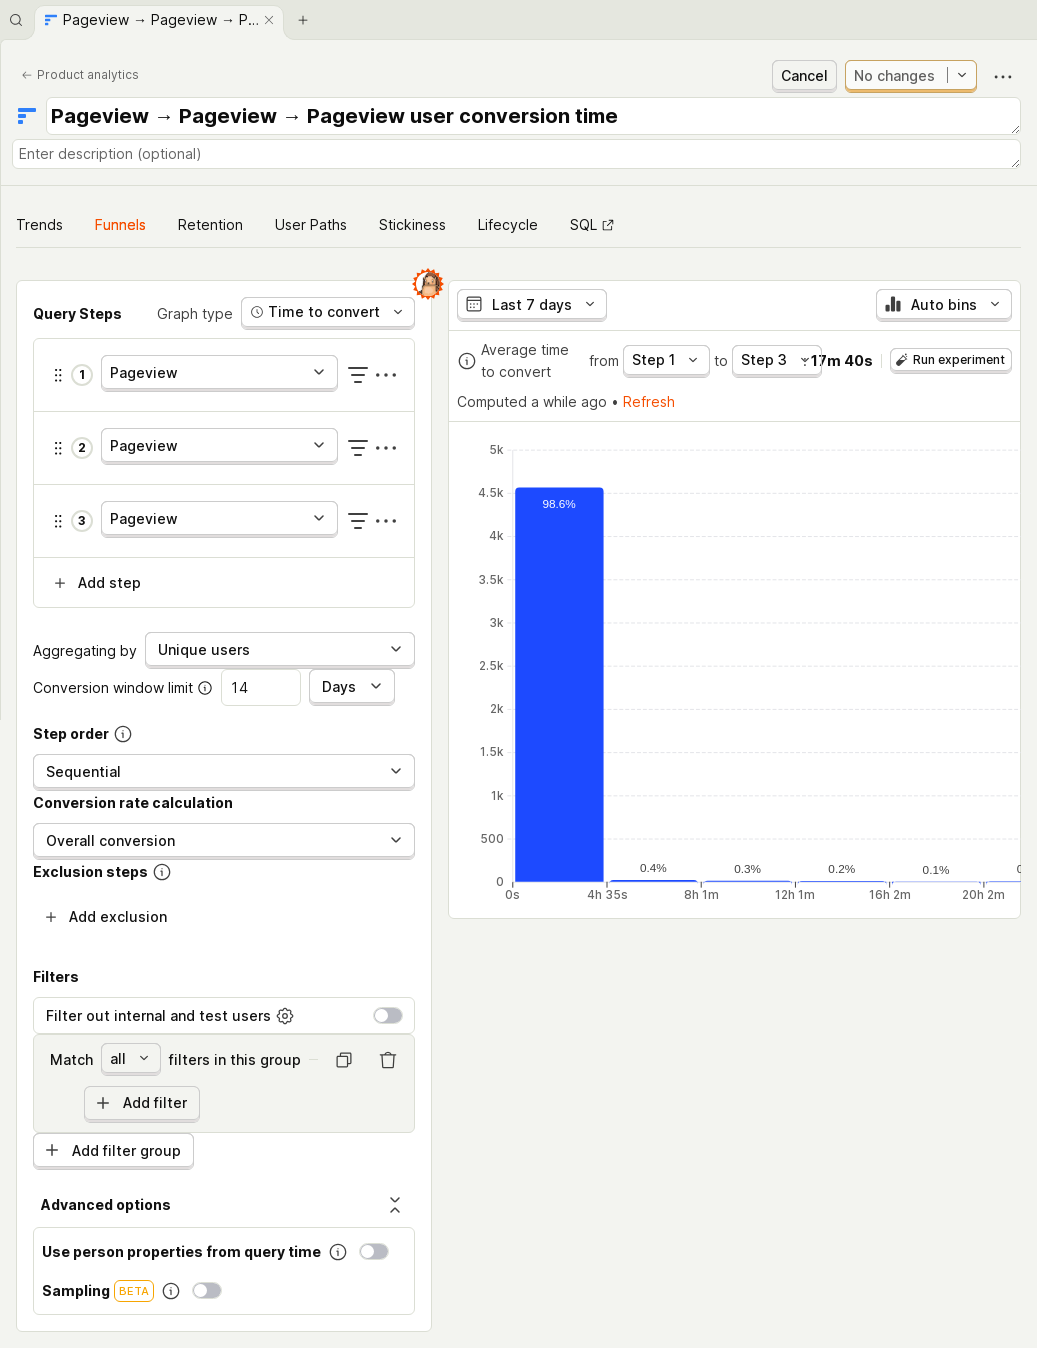 Pageview → Pageview → P...
← Product analytics
Cancel
No changes
Pageview → Pageview → Pageview user conversion time
Enter description (optional)
Trends
Funnels
Retention
User Paths
Stickiness
Lifecycle
SQL
Query Steps
Graph type
Time to convert
1
Pageview
2
Pageview
3
Pageview
Add step
Aggregating by
Unique users
Conversion window limit
14
Days
Step order
Sequential
Conversion rate calculation
Overall conversion
Exclusion steps
Add exclusion
Filters
Filter out internal and test users
Match
all
filters in this group
Add filter
Add filter group
Advanced options
Use person properties from query time
Sampling
BETA
Last 7 days
Auto bins
Average time
to convert
from
Step 1
to
Step 3
17m 40s
Run experiment
Computed a while ago • Refresh
5k
4.5k
4k
3.5k
3k
2.5k
2k
1.5k
1k
500
0
98.6%
0.4%
0.3%
0.2%
0.1%
0s
4h 35s
8h 1m
12h 1m
16h 2m
20h 2m